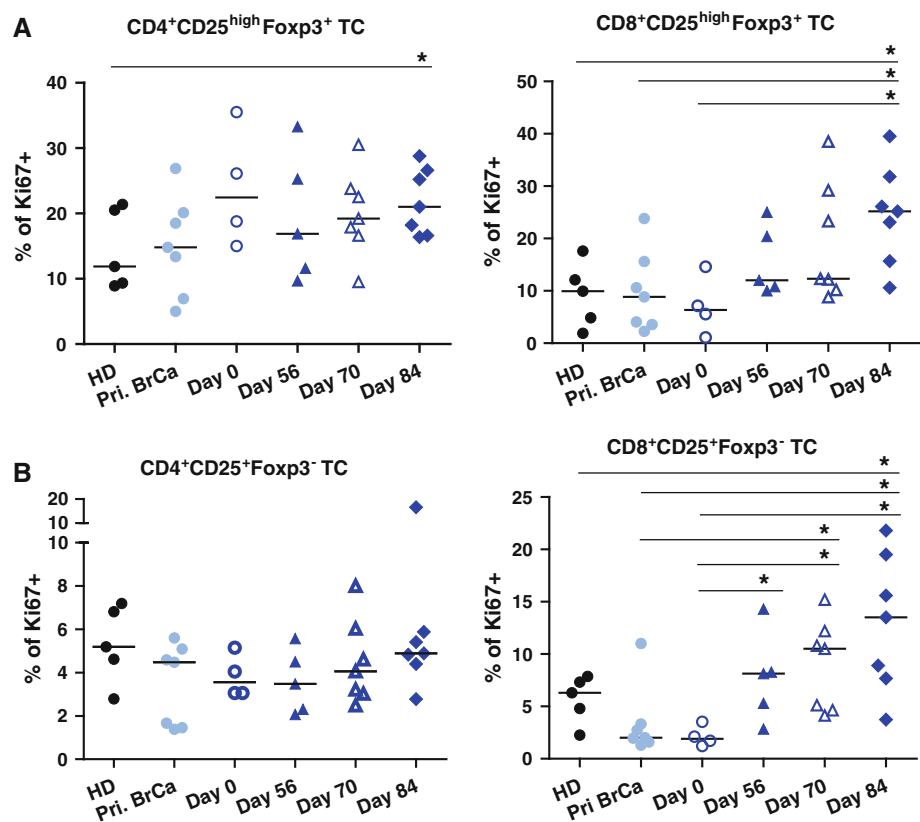 A
CD4⁺CD25ʰⁱᵍʰFoxp3⁺ TC
*
40
30
20
10
0
% of Ki67+
HD
Pri. BrCa
Day 0
Day 56
Day 70
Day 84
CD8⁺CD25ʰⁱᵍʰFoxp3⁺ TC
*
*
*
50
40
30
20
10
0
% of Ki67+
HD
Pri. BrCa
Day 0
Day 56
Day 70
Day 84
B
CD4⁺CD25⁺Foxp3⁻ TC
20
10
8
6
4
2
0
% of Ki67+
HD
Pri. BrCa
Day 0
Day 56
Day 70
Day 84
CD8⁺CD25⁺Foxp3⁻ TC
*
*
*
*
*
*
25
20
15
10
5
0
% of Ki67+
HD
Pri BrCa
Day 0
Day 56
Day 70
Day 84